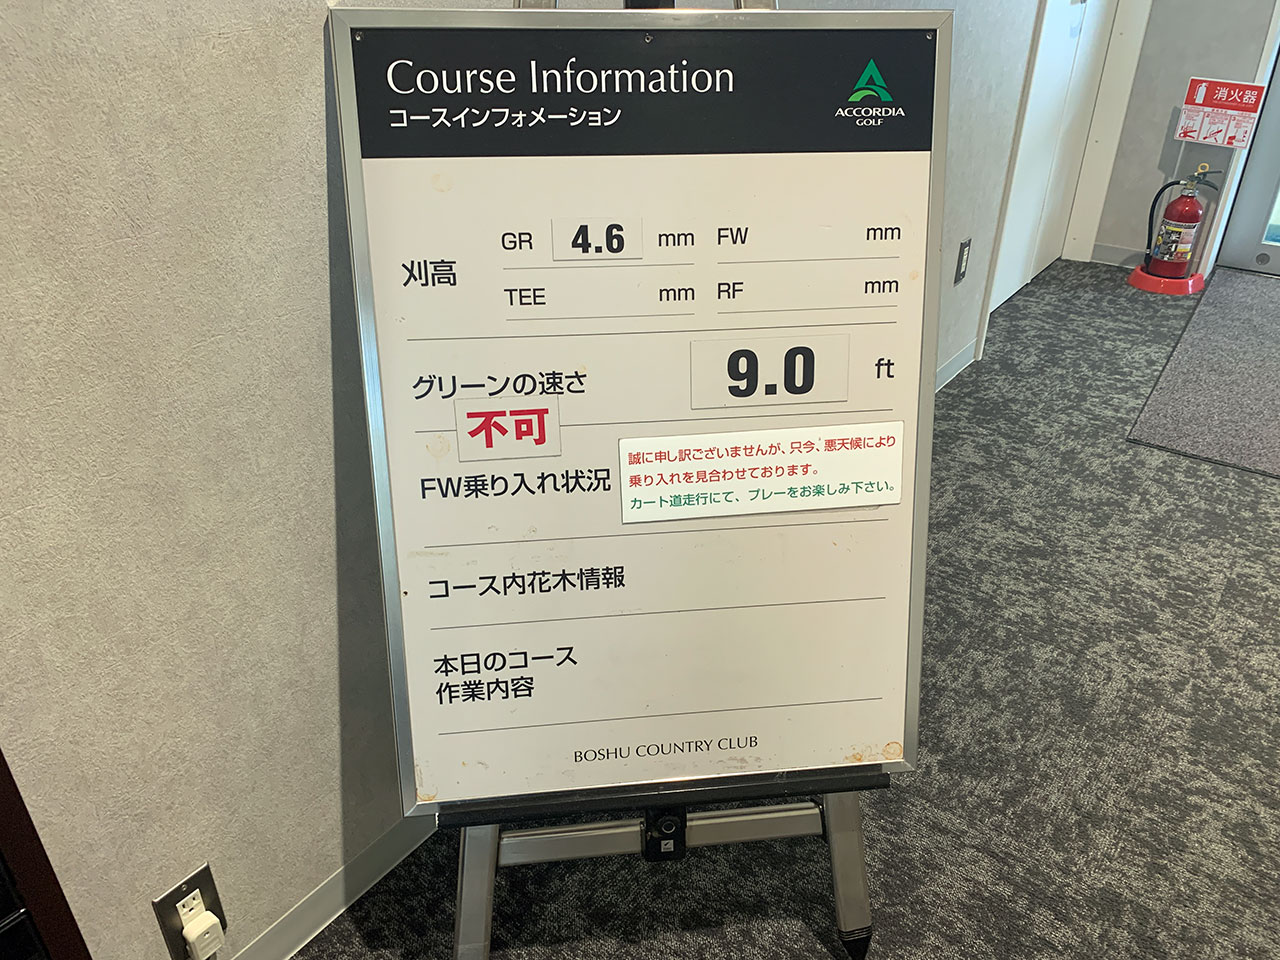 Course Information
コースインフォメーション
ACCORDIA
GOLF
刈高
GR 4.6 mm FW mm
TEE mm RF mm
グリーンの速さ 9.0 ft
不可
FW乗り入れ状況
誠に申し訳ございませんが、只今、悪天候により
乗り入れを見合わせております。
カート道走行にて、プレーをお楽しみ下さい。
コース内花木情報
本日のコース
作業内容
BOSHU COUNTRY CLUB
消火器